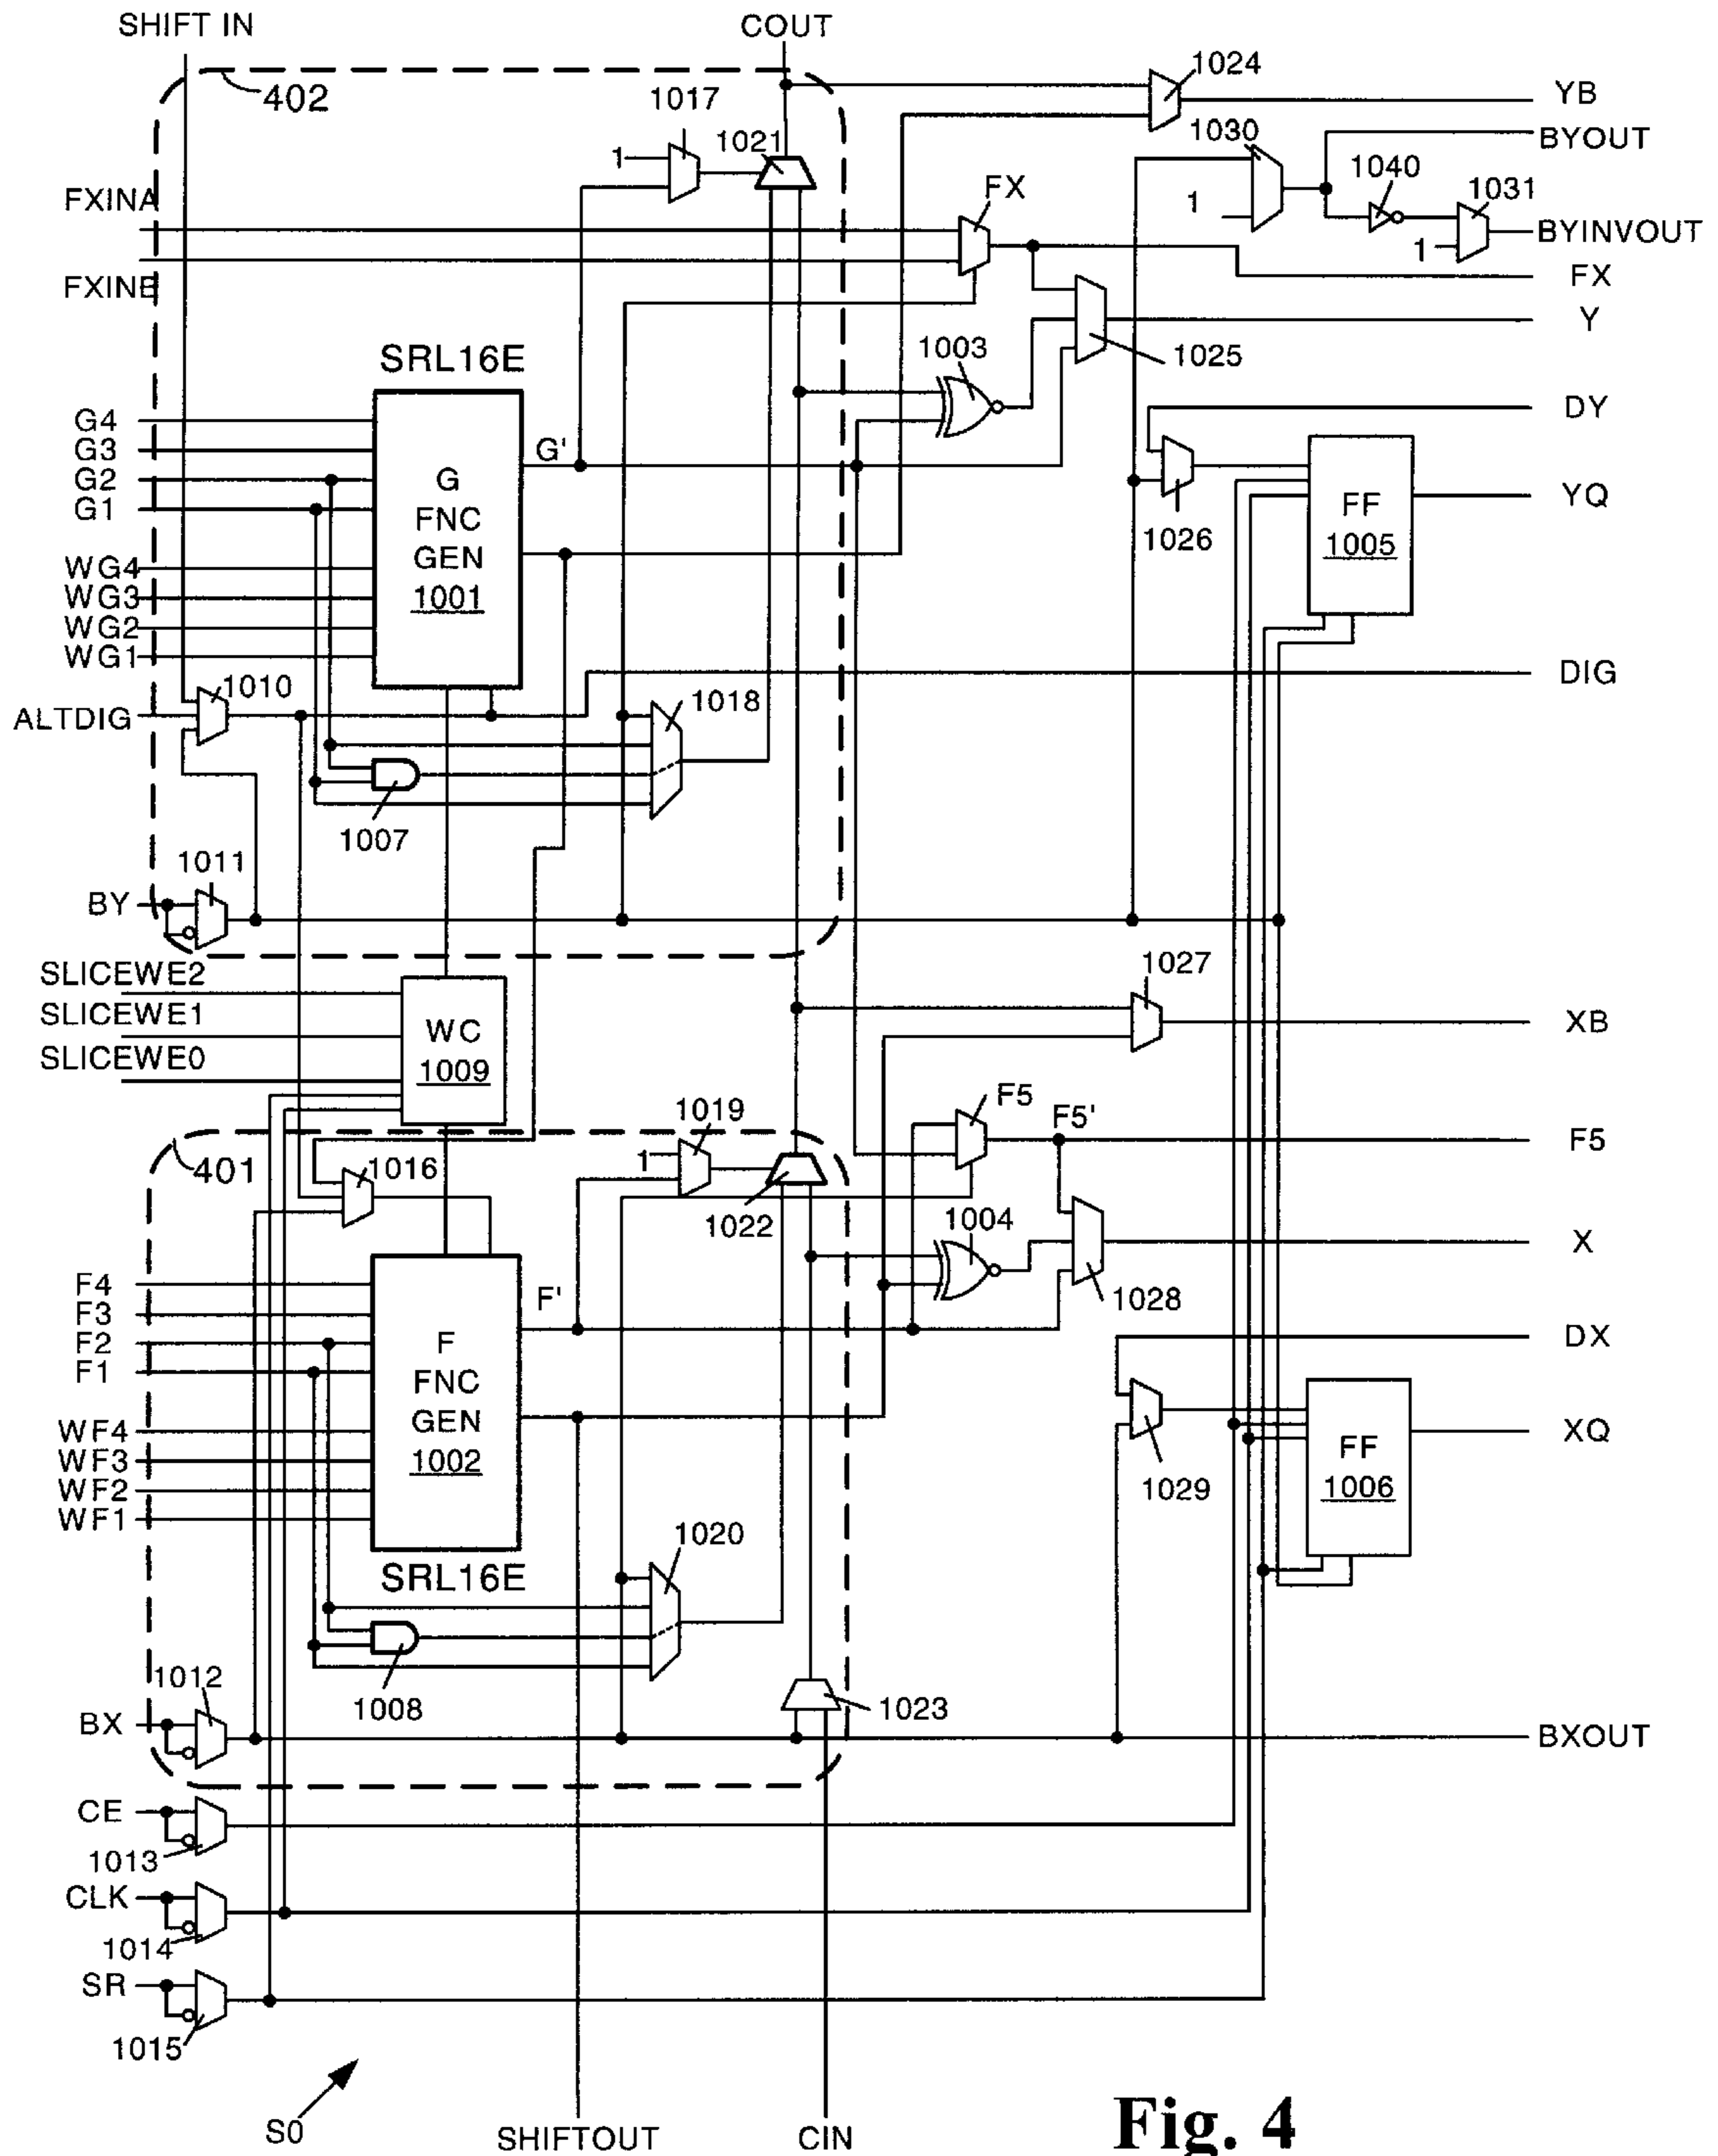 SHIFT IN
COUT
402
1017
1024
YB
1021
1030
BYOUT
1
1040
1031
FXINA
FX
1
BYINVOUT
1
FXINB
FX
Y
SRL16E
1003
1025
G4
DY
G3
G'
G2
G
G1
FNC
FF
YQ
GEN
1026
1005
WG4
WG3
1001
WG2
WG1
1010
DIG
ALTDIG
1018
1007
1011
BY
SLICEWE2
1027
SLICEWE1
WC
XB
SLICEWE0
1009
F5
1019
F5'
401
1
F5
1016
1022
1004
X
F4
F'
1028
F3
F2
F
DX
F1
FNC
GEN
WF4
XQ
WF3
1002
FF
WF2
1029
1006
WF1
1020
SRL16E
1012
1008
1023
BX
BXOUT
CE
1013
CLK
1014
SR
1015
S0
SHIFTOUT
CIN
Fig. 4